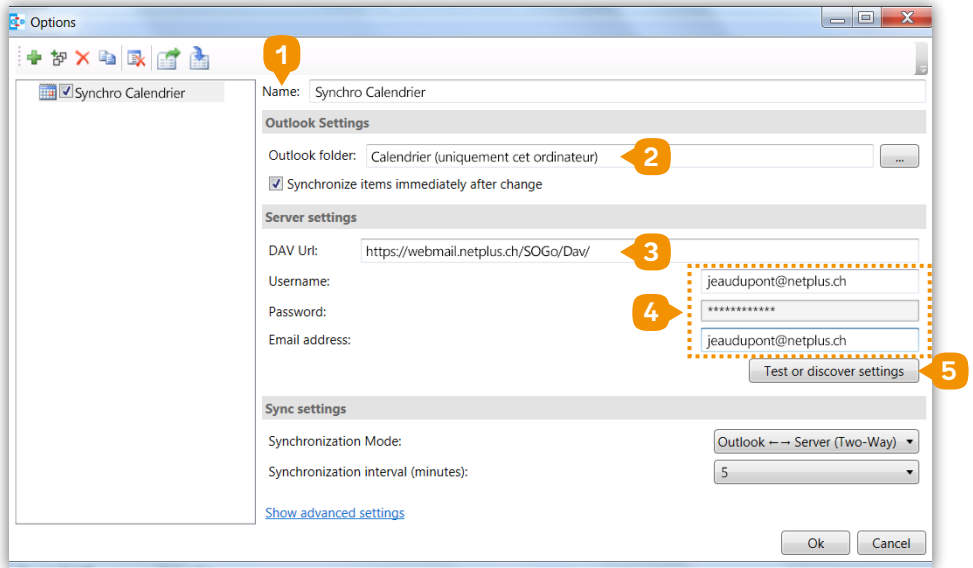 Options
1
Synchro Calendrier
Name: Synchro Calendrier
Outlook Settings
Outlook folder: Calendrier (uniquement cet ordinateur) 2 ...
Synchronize items immediately after change
Server settings
DAV Url: https://webmail.netplus.ch/SOGo/Dav/ 3
Username: jeaudupont@netplus.ch
Password: ************ 4
Email address: jeaudupont@netplus.ch
Test or discover settings 5
Sync settings
Synchronization Mode: Outlook ←→ Server (Two-Way)
Synchronization interval (minutes): 5
Show advanced settings
Ok Cancel